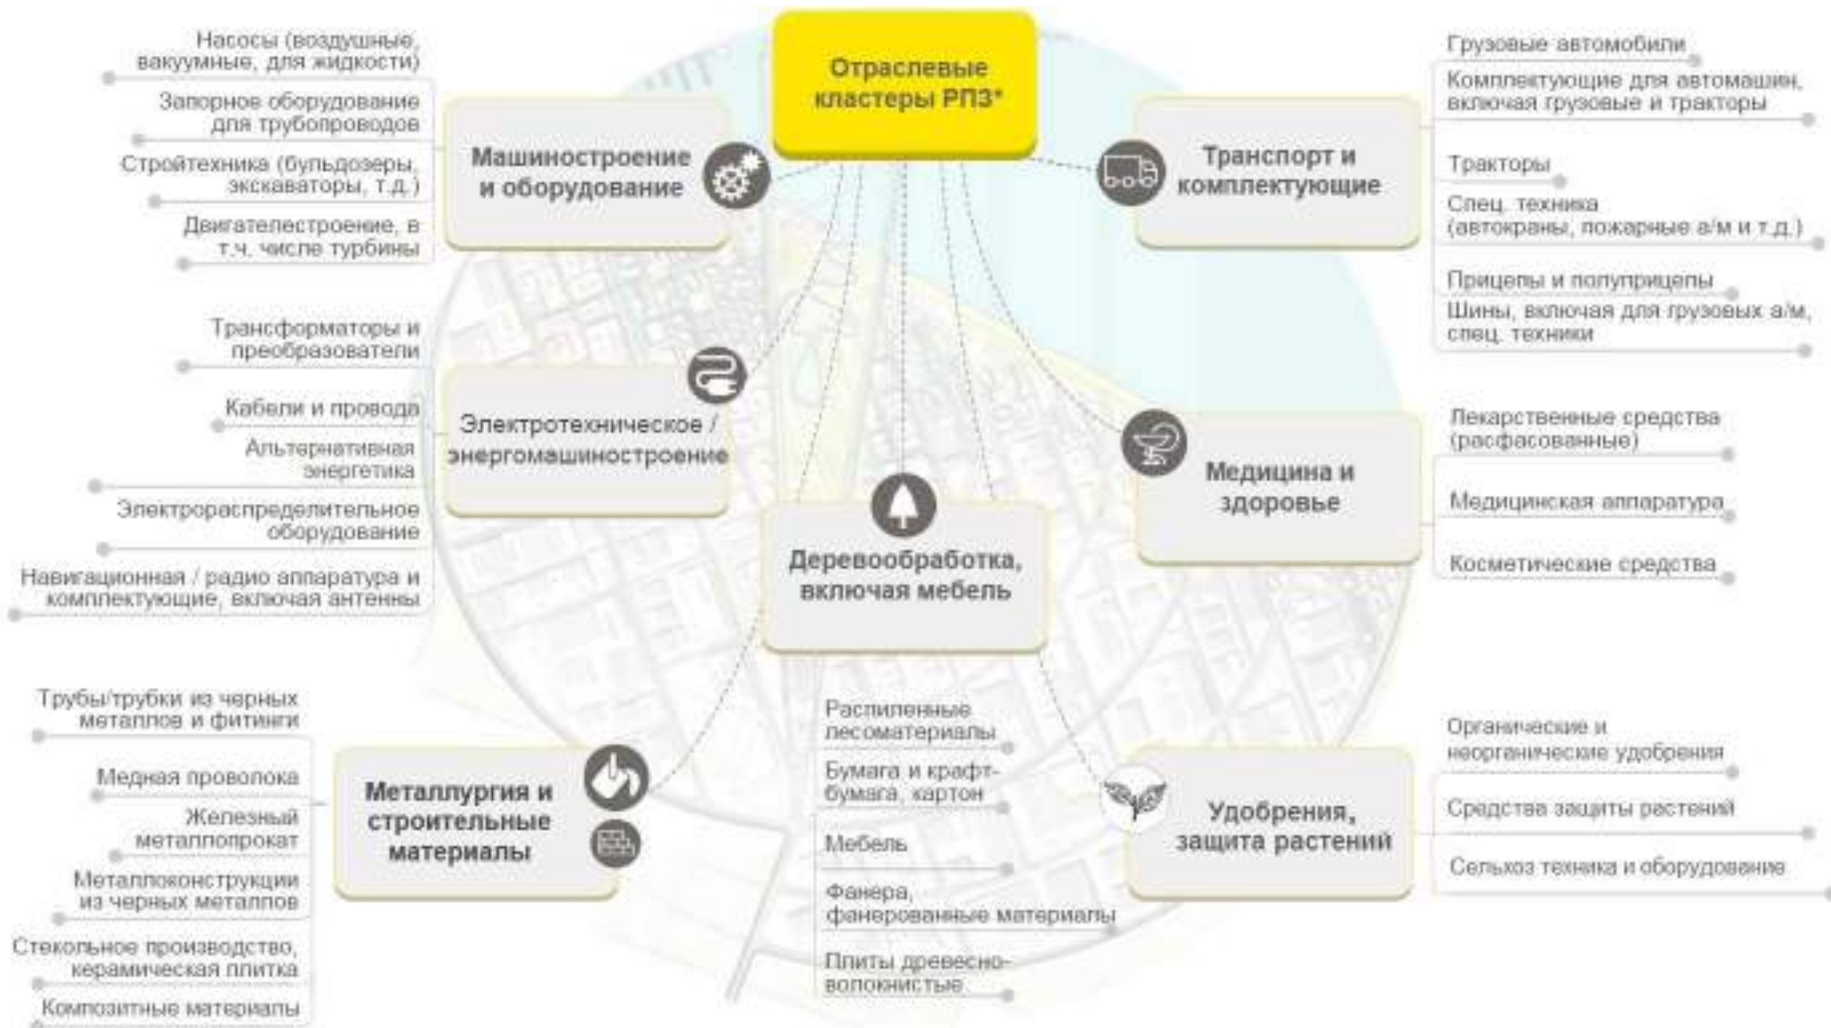 Отраслевые
кластеры РПЗ*
Насосы (воздушные,
вакуумные, для жидкости)
Запорное оборудование
для трубопроводов
Стройтехника (бульдозеры,
экскаваторы, т.д.)
Двигателестроение, в
т.ч. числе турбины
Машиностроение
и оборудование
Трансформаторы и
преобразователи
Кабели и провода
Альтернативная
энергетика
Электрораспределительное
оборудование
Навигационная / радио аппаратура и
комплектующие, включая антенны
Электротехническое /
энергомашиностроение
Трубы/трубки из черных
металлов и фитинги
Медная проволока
Железный
металлопрокат
Металлоконструкции
из черных металлов
Стекольное производство,
керамическая плитка
Композитные материалы
Металлургия и
строительные
материалы
Деревообработка,
включая мебель
Распиленные
лесоматериалы
Бумага и крафт-
бумага, картон
Мебель
Фанера,
фанерованные материалы
Плиты древесно-
волокнистые
Транспорт и
комплектующие
Грузовые автомобили
Комплектующие для автомашин,
включая грузовые и тракторы
Тракторы
Спец. техника
(автокраны, пожарные а/м и т.д.)
Прицепы и полуприцепы
Шины, включая для грузовых а/м,
спец. техники
Медицина и
здоровье
Лекарственные средства
(расфасованные)
Медицинская аппаратура
Косметические средства
Удобрения,
защита растений
Органические и
неорганические удобрения
Средства защиты растений
Сельхоз техника и оборудование